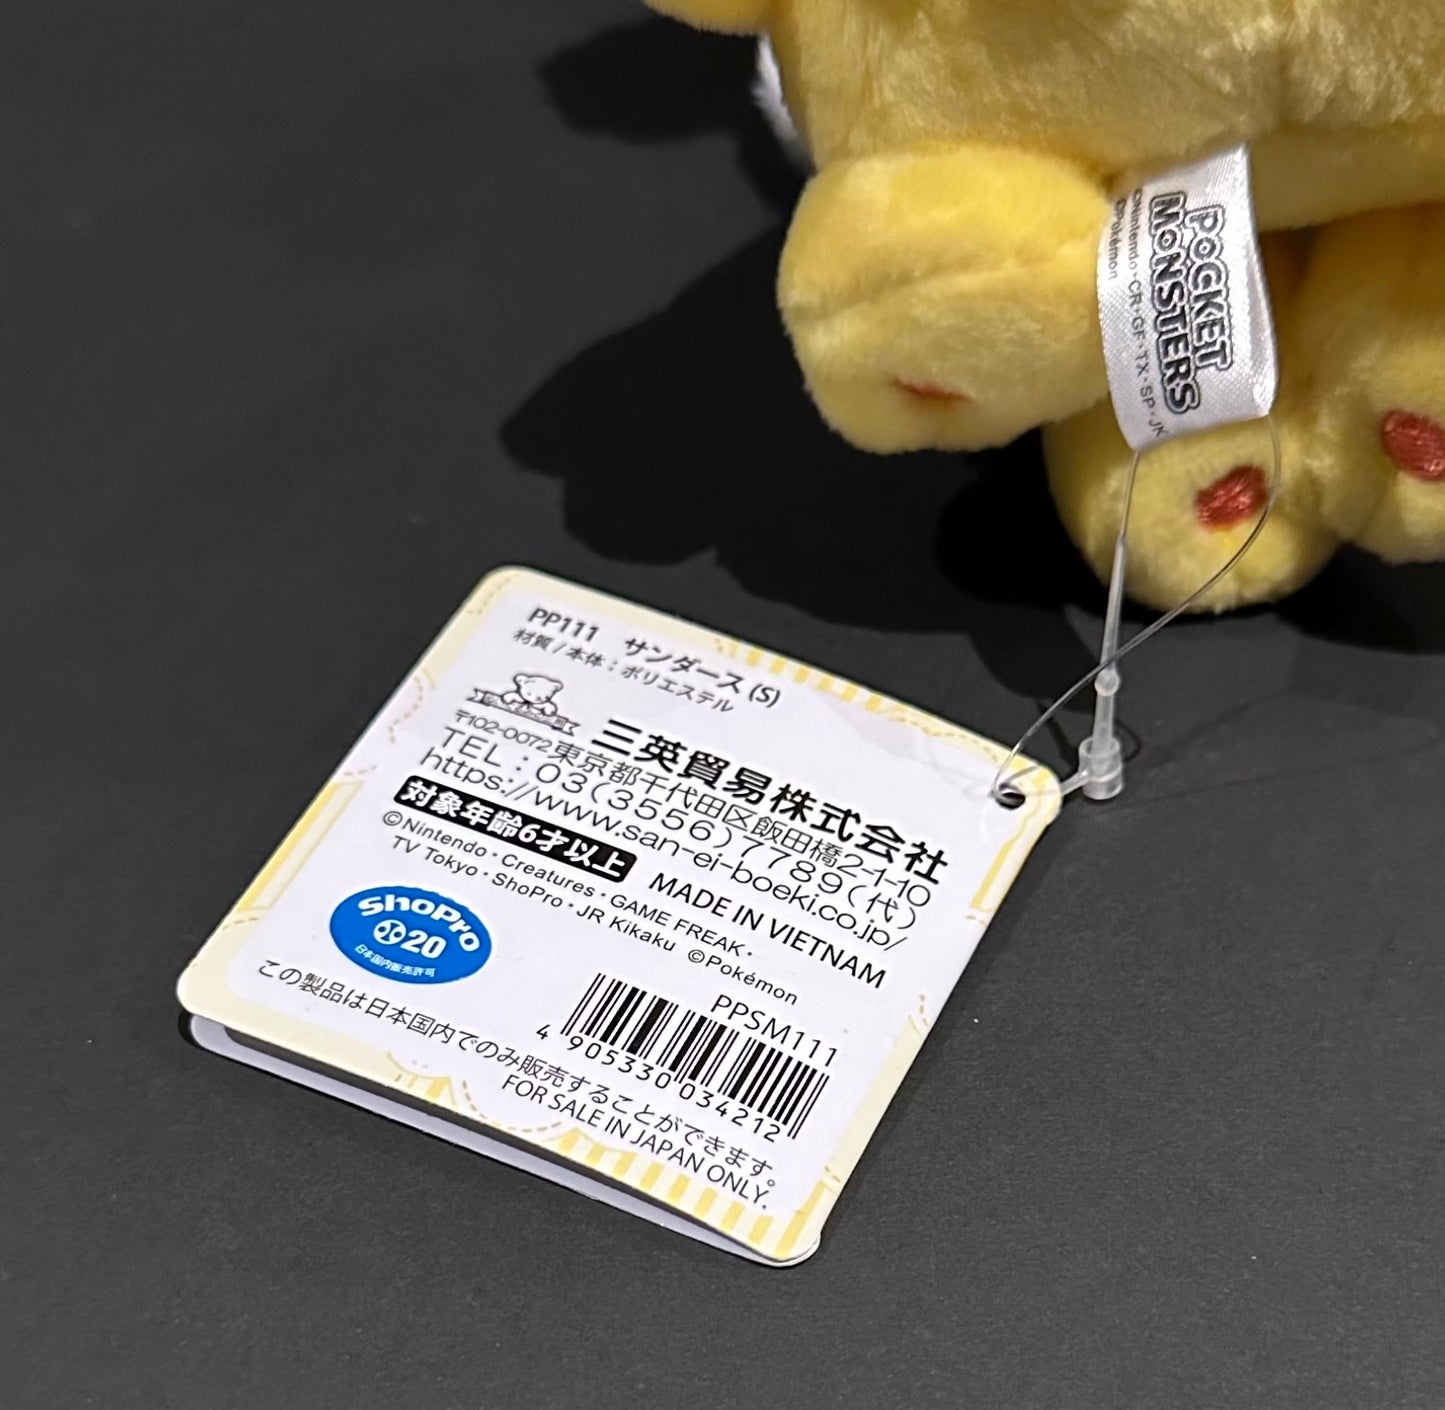 POCKET
MONSTERS
©Nintendo・CR・GF・TX・SP・JK
©Pokémon
PP111 サンダース(S)
材質/本体：ポリエステル
三英貿易株式会社
〒102-0072 東京都千代田区飯田橋2-1-10
TEL：03(3556)7789(代)
https://www.san-ei-boeki.co.jp/
対象年齢6才以上 MADE IN VIETNAM
©Nintendo・Creatures・GAME FREAK・
TV Tokyo・ShoPro・JR Kikaku ©Pokémon
ShoPro
20
日本国内販売許可
PPSM111
4 905330 034212
この製品は日本国内でのみ販売することができます。
FOR SALE IN JAPAN ONLY.